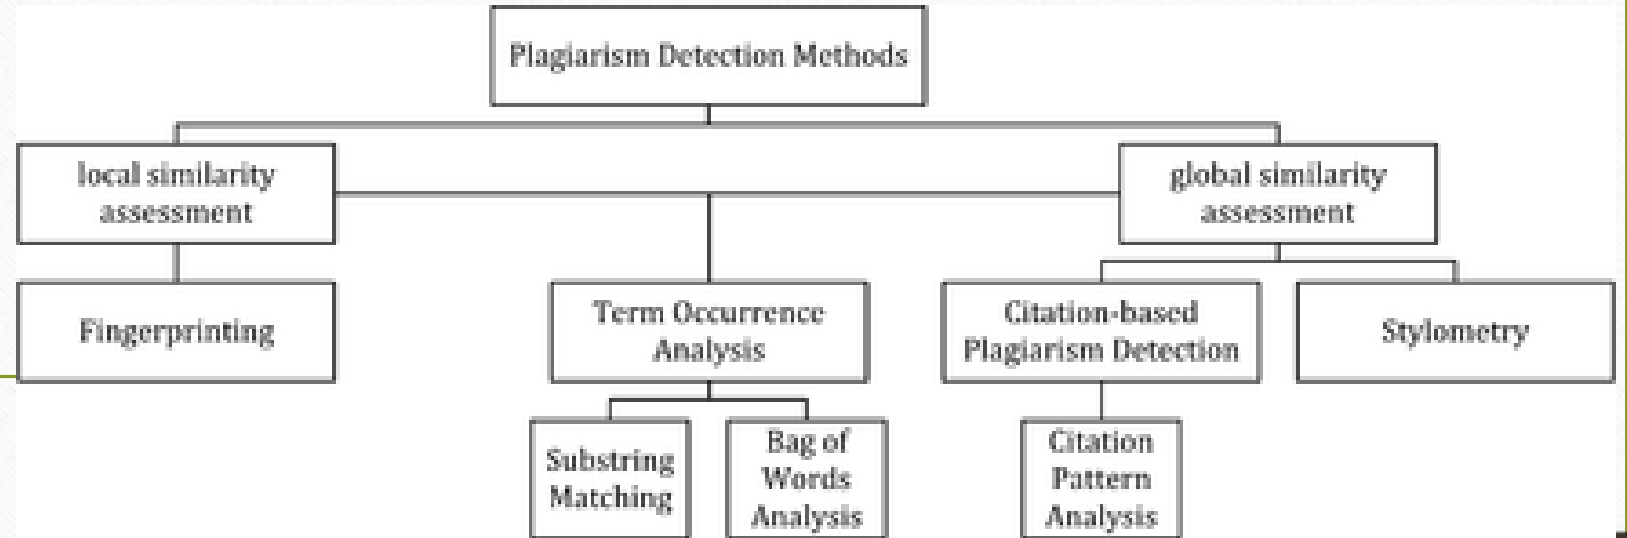 Plagiarism Detection Methods
local similarity
assessment
global similarity
assessment
Fingerprinting
Term Occurrence
Analysis
Citation-based
Plagiarism Detection
Stylometry
Substring
Matching
Bag of
Words
Analysis
Citation
Pattern
Analysis